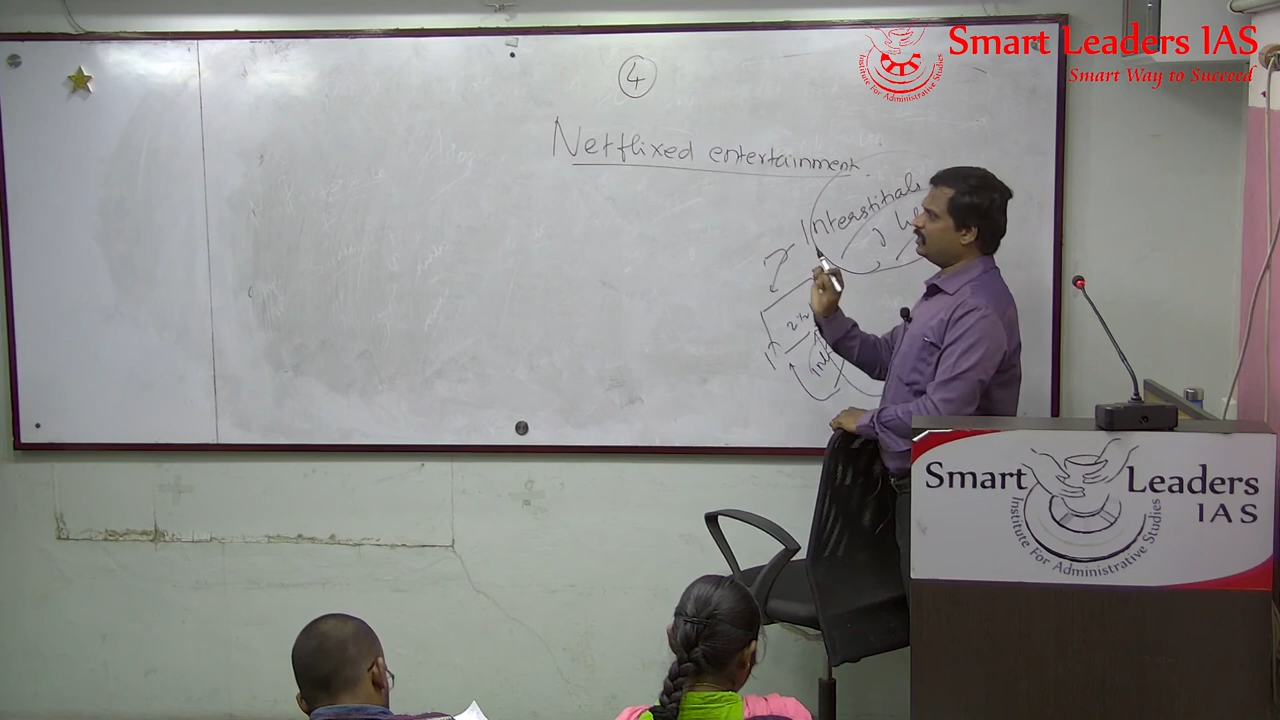 Smart Leaders IAS
Smart Way to Succeed
Institute For Administrative Studies
4
Netflixed entertainment
Interstitials
2%
Smart Leaders
IAS
Institute For Administrative Studies